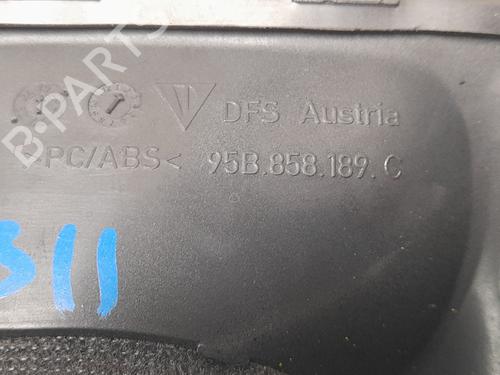 DFS Austria
>PC/ABS< 95B.858.189.C
311
B-PARTS